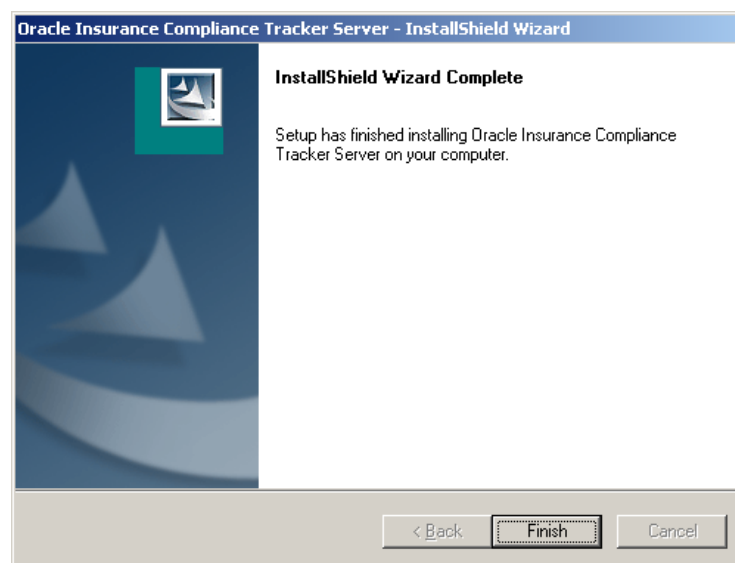 Oracle Insurance Compliance Tracker Server - InstallShield Wizard
InstallShield Wizard Complete
Setup has finished installing Oracle Insurance Compliance
Tracker Server on your computer.
< Back
Finish
Cancel